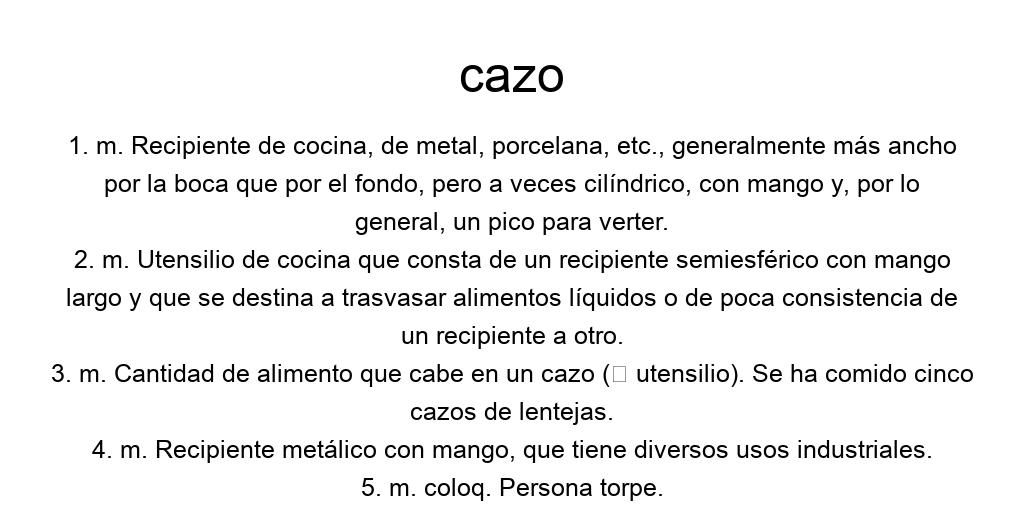 cazo
1. m. Recipiente de cocina, de metal, porcelana, etc., generalmente más ancho
por la boca que por el fondo, pero a veces cilíndrico, con mango y, por lo
general, un pico para verter.
2. m. Utensilio de cocina que consta de un recipiente semiesférico con mango
largo y que se destina a trasvasar alimentos líquidos o de poca consistencia de
un recipiente a otro.
3. m. Cantidad de alimento que cabe en un cazo (▯ utensilio). Se ha comido cinco
cazos de lentejas.
4. m. Recipiente metálico con mango, que tiene diversos usos industriales.
5. m. coloq. Persona torpe.